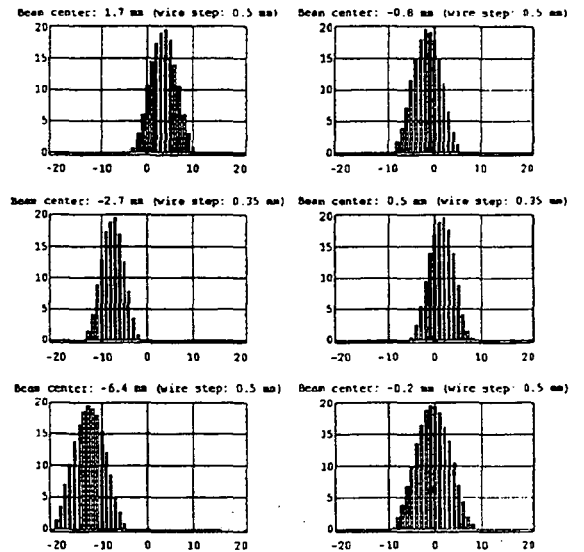 Beam center: 1.7 mm (wire step: 0.5 mm)
Beam center: -0.8 mm (wire step: 0.5 mm)
20 20
15 15
10 10
5 5
0 0
-20 -10 0 10 20 -20 -10 0 10 20
Beam center: -2.7 mm (wire step: 0.35 mm)
Beam center: 0.5 mm (wire step: 0.35 mm)
20 20
15 15
10 10
5 5
0 0
-20 -10 0 10 20 -20 -10 0 10 20
Beam center: -6.4 mm (wire step: 0.5 mm)
Beam center: -0.2 mm (wire step: 0.5 mm)
20 20
15 15
10 10
5 5
0 0
-20 -10 0 10 20 -20 -10 0 10 20